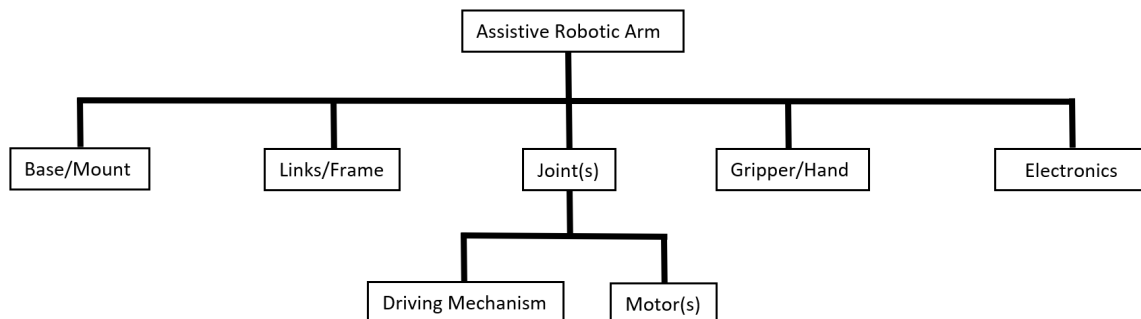 Assistive Robotic Arm
Base/Mount
Links/Frame
Joint(s)
Gripper/Hand
Electronics
Driving Mechanism
Motor(s)